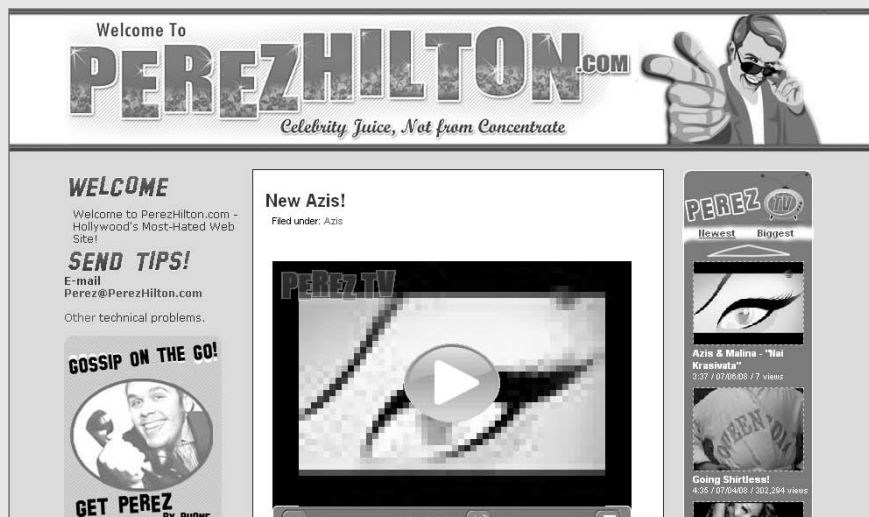 Welcome To
PEREZHILTON.COM
Celebrity Juice, Not from Concentrate
WELCOME
Welcome to PerezHilton.com -
Hollywood's Most-Hated Web
Site!
SEND TIPS!
E-mail
Perez@PerezHilton.com
Other technical problems.
GOSSIP ON THE GO!
GET PEREZ
BY PHONE
New Azis!
Filed under: Azis
PEREZ TV
PEREZ TV
Newest Biggest
Azis & Malina - "Nai
Krasivata"
3:37 / 07/06/08 / 7 views
Going Shirtless!
4:35 / 07/04/08 / 302,294 views